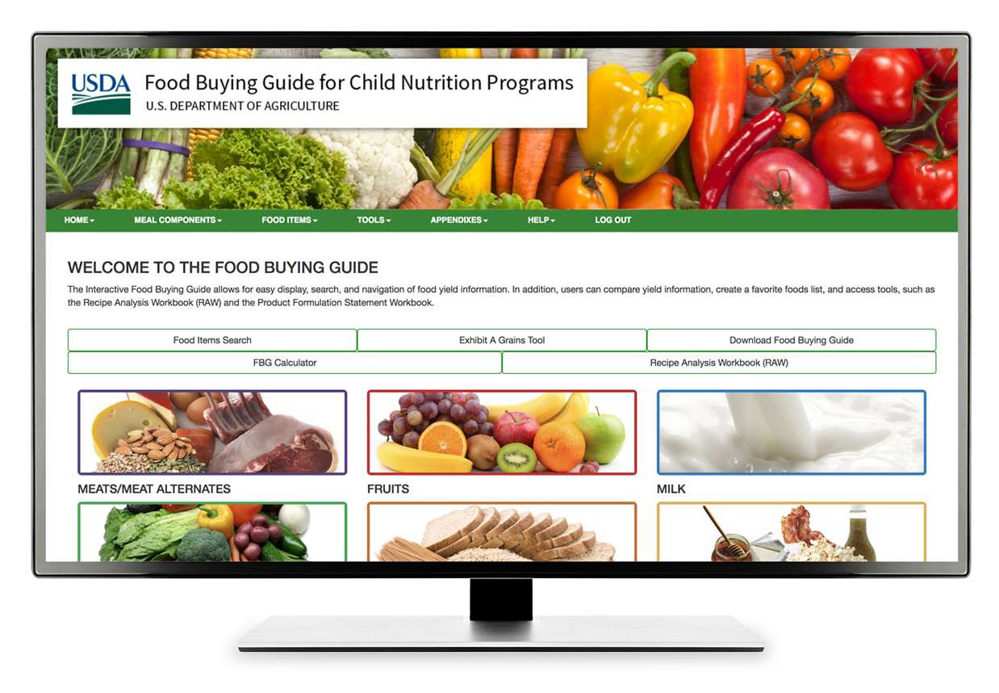 USDA
Food Buying Guide for Child Nutrition Programs
U.S. DEPARTMENT OF AGRICULTURE
HOME MEAL COMPONENTS FOOD ITEMS TOOLS APPENDIXES HELP LOG OUT
WELCOME TO THE FOOD BUYING GUIDE
The Interactive Food Buying Guide allows for easy display, search, and navigation of food yield information. In addition, users can compare yield information, create a favorite foods list, and access tools, such as
the Recipe Analysis Workbook (RAW) and the Product Formulation Statement Workbook.
Food Items Search Exhibit A Grains Tool Download Food Buying Guide
FBG Calculator Recipe Analysis Workbook (RAW)
MEATS/MEAT ALTERNATES FRUITS MILK